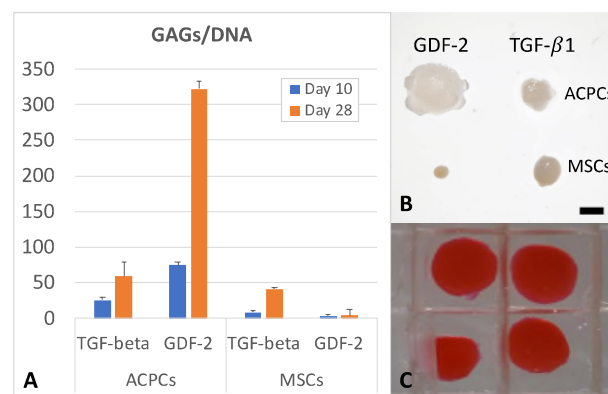 GAGs/DNA
350
300
250
200
150
100
50
0
Day 10
Day 28
TGF-beta GDF-2 TGF-beta GDF-2
ACPCs MSCs
A
GDF-2 TGF-β1
ACPCs
MSCs
B
C